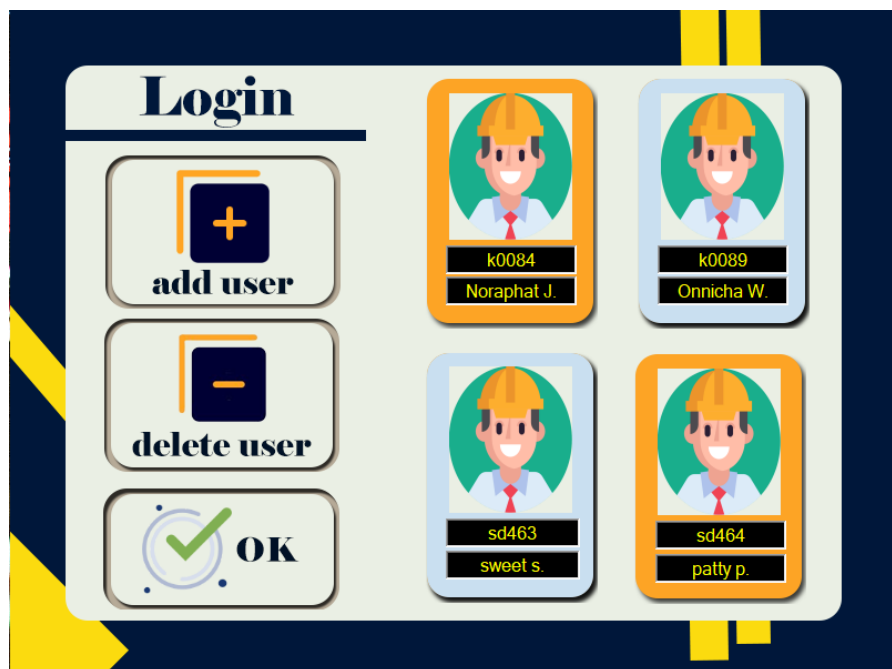 Login
add user
delete user
OK
k0084
Noraphat J.
k0089
Onnicha W.
sd463
sweet s.
sd464
patty p.